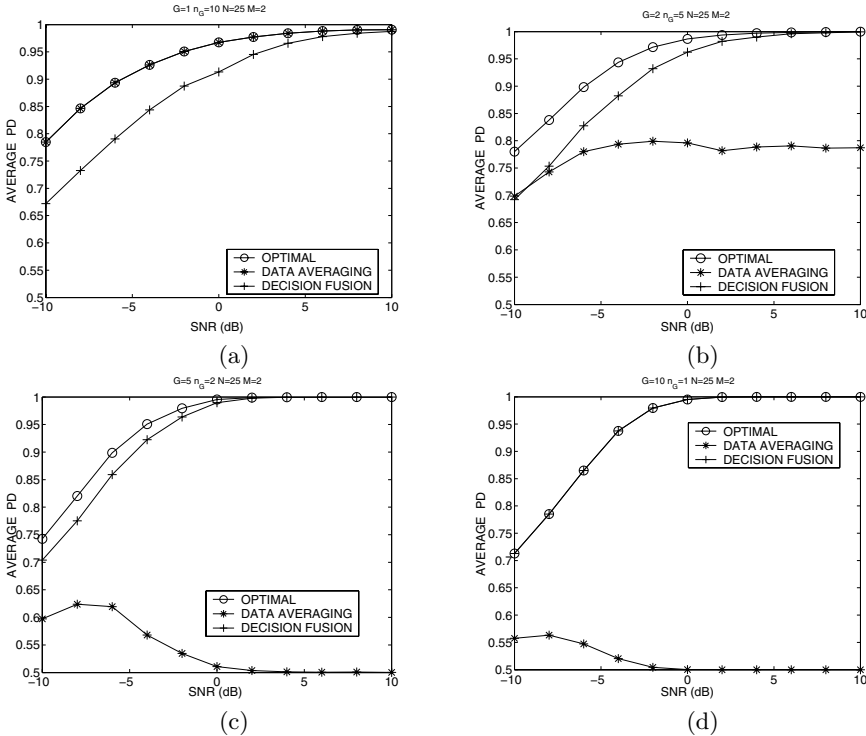 G=1 n_G=10 N=25 M=2
1
0.95
0.9
0.85
0.8
0.75
0.7
0.65
0.6
0.55
0.5
AVERAGE PD
OPTIMAL
DATA AVERAGING
DECISION FUSION
−10 −5 0 5 10
SNR (dB)
(a)
G=2 n_G=5 N=25 M=2
1
0.95
0.9
0.85
0.8
0.75
0.7
0.65
0.6
0.55
0.5
AVERAGE PD
OPTIMAL
DATA AVERAGING
DECISION FUSION
−10 −5 0 5 10
SNR (dB)
(b)
G=5 n_G=2 N=25 M=2
1
0.95
0.9
0.85
0.8
0.75
0.7
0.65
0.6
0.55
0.5
AVERAGE PD
OPTIMAL
DATA AVERAGING
DECISION FUSION
−10 −5 0 5 10
SNR (dB)
(c)
G=10 n_G=1 N=25 M=2
1
0.95
0.9
0.85
0.8
0.75
0.7
0.65
0.6
0.55
0.5
AVERAGE PD
OPTIMAL
DATA AVERAGING
DECISION FUSION
−10 −5 0 5 10
SNR (dB)
(d)